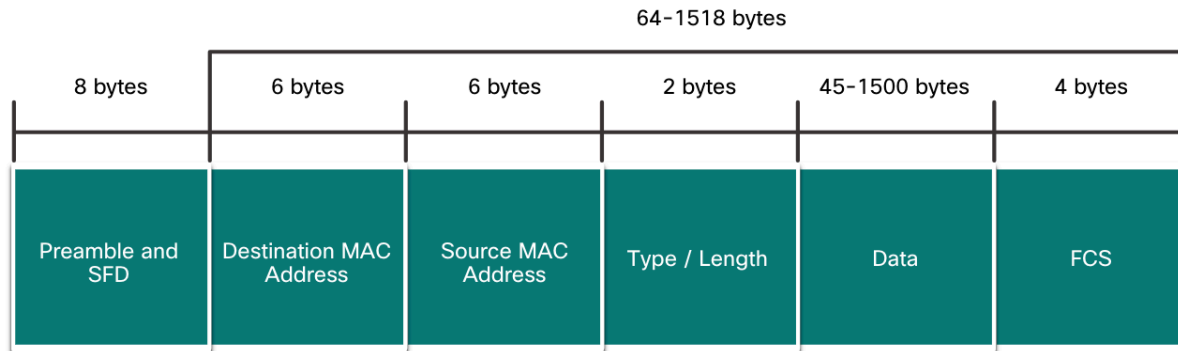 64-1518 bytes
8 bytes
6 bytes
6 bytes
2 bytes
45-1500 bytes
4 bytes
Preamble and
SFD
Destination MAC
Address
Source MAC
Address
Type / Length
Data
FCS